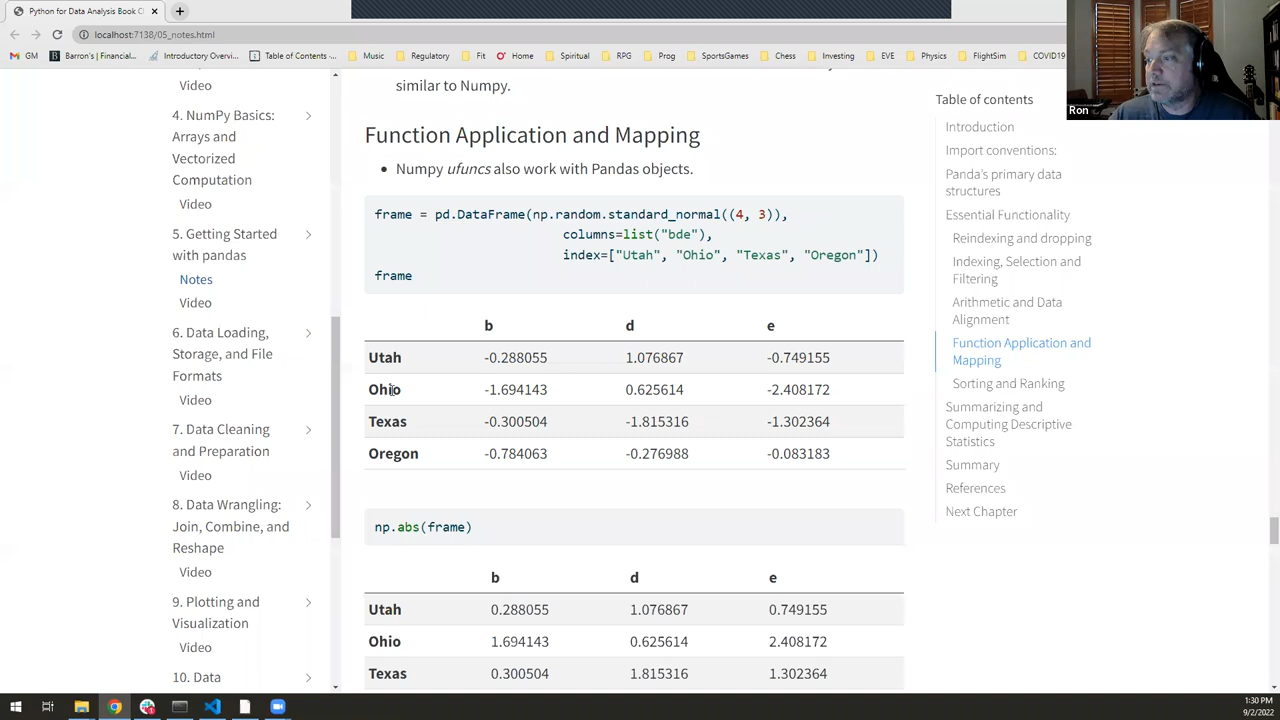 Python for Data Analysis Book C
localhost:7138/05_notes.html
GM
Barron's | Financial...
Introductory
Table of Conten...
Music
Home
RPG
SportsGames
Chess
EVE
Physics
FlightSim
Ron
Video
4. NumPy Basics:
Arrays and
Vectorized
Computation
Video
5. Getting Started
with pandas
Notes
Video
6. Data Loading,
Storage, and File
Formats
Video
7. Data Cleaning
and Preparation
Video
8. Data Wrangling:
Join, Combine, and
Reshape
Video
9. Plotting and
Visualization
Video
10. Data
similar to Numpy.
Function Application and Mapping
Numpy ufuncs also work with Pandas objects.
frame = pd.DataFrame(np.random.standard_normal((4, 3)),
columns=list("bde"),
index=["Utah", "Ohio", "Texas", "Oregon"])
frame
b d e
Utah -0.288055 1.076867 -0.749155
Ohio -1.694143 0.625614 -2.408172
Texas -0.300504 -1.815316 -1.302364
Oregon -0.784063 -0.276988 -0.083183
np.abs(frame)
b d e
Utah 0.288055 1.076867 0.749155
Ohio 1.694143 0.625614 2.408172
Texas 0.300504 1.815316 1.302364
Table of contents
Introduction
Import conventions:
Panda's primary data
structures
Essential Functionality
Reindexing and dropping
Indexing, Selection and
Filtering
Arithmetic and Data
Alignment
Function Application and
Mapping
Sorting and Ranking
Summarizing and
Computing Descriptive
Statistics
Summary
References
Next Chapter
1:30 PM
9/2/2022